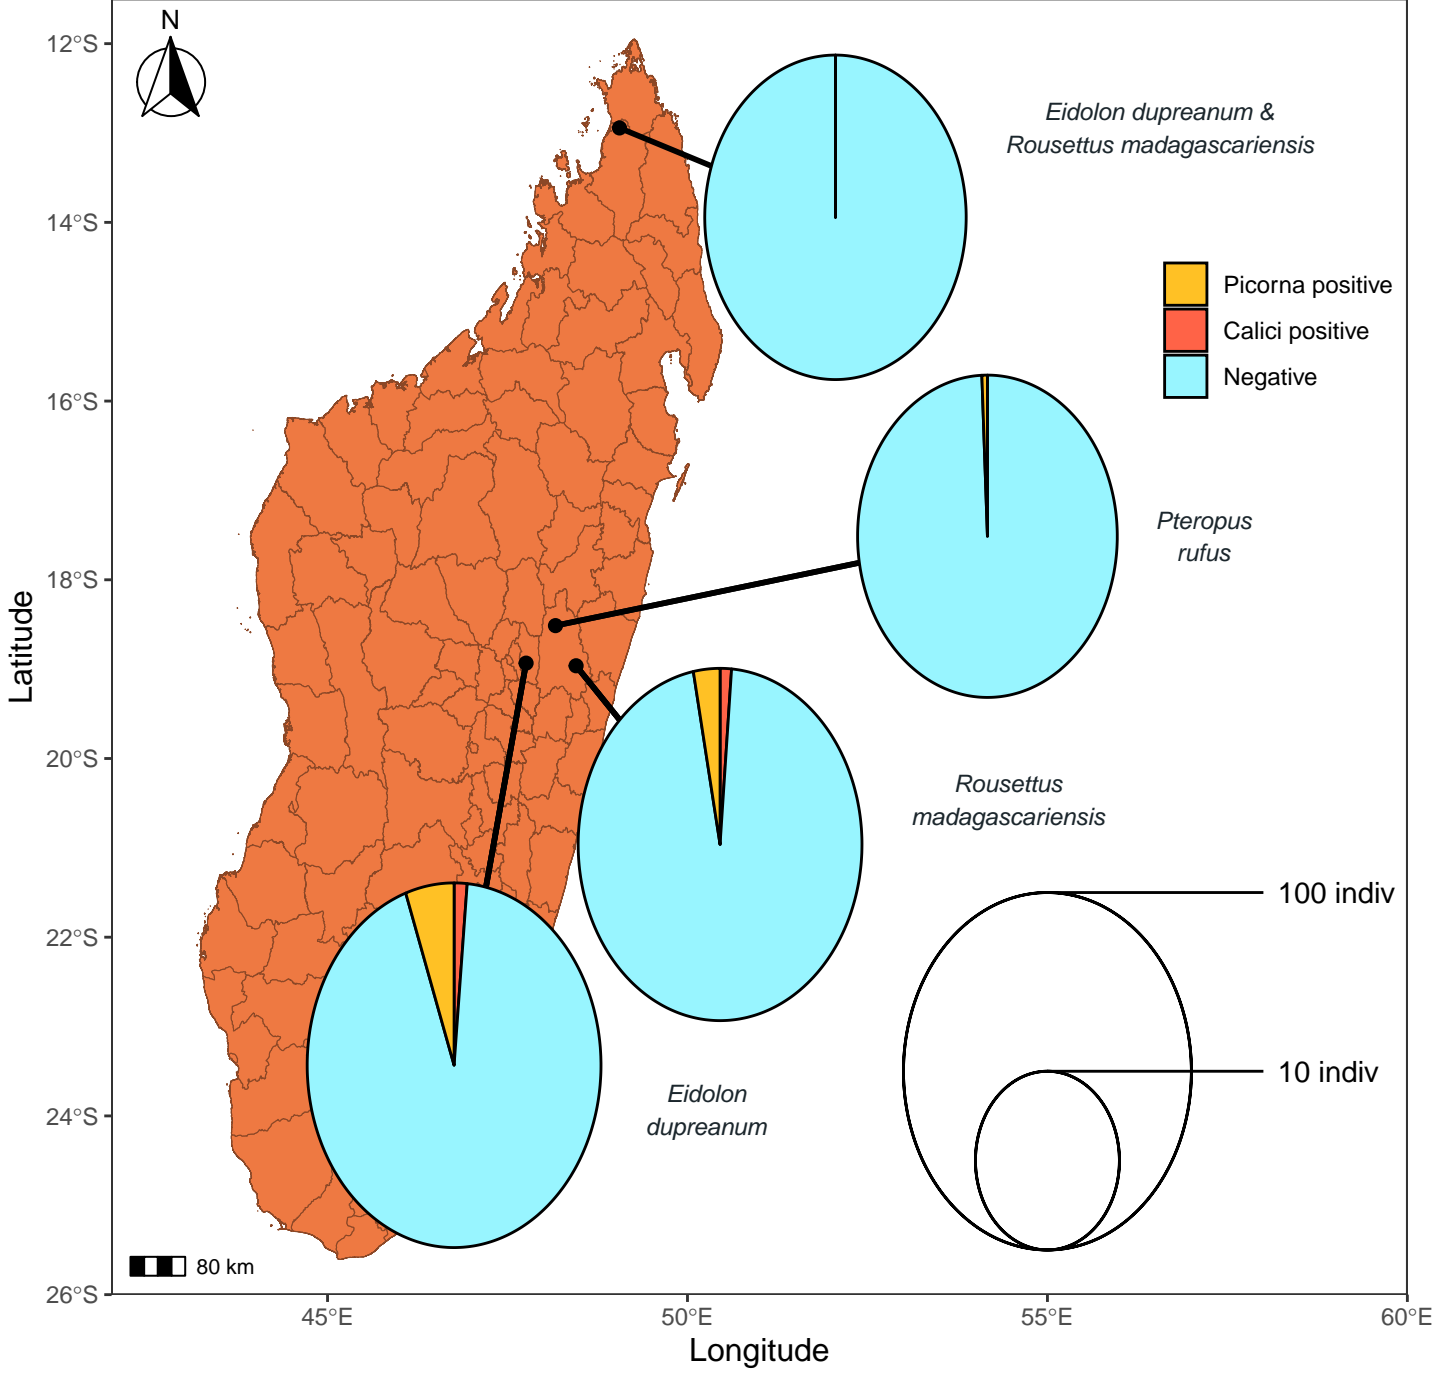 N
12°S
14°S
16°S
18°S
20°S
22°S
24°S
26°S
Latitude
Eidolon dupreanum &
Rousettus madagascariensis
Picorna positive
Calici positive
Negative
Pteropus
rufus
Rousettus
madagascariensis
Eidolon
dupreanum
100 indiv
10 indiv
80 km
45°E
50°E
55°E
60°E
Longitude